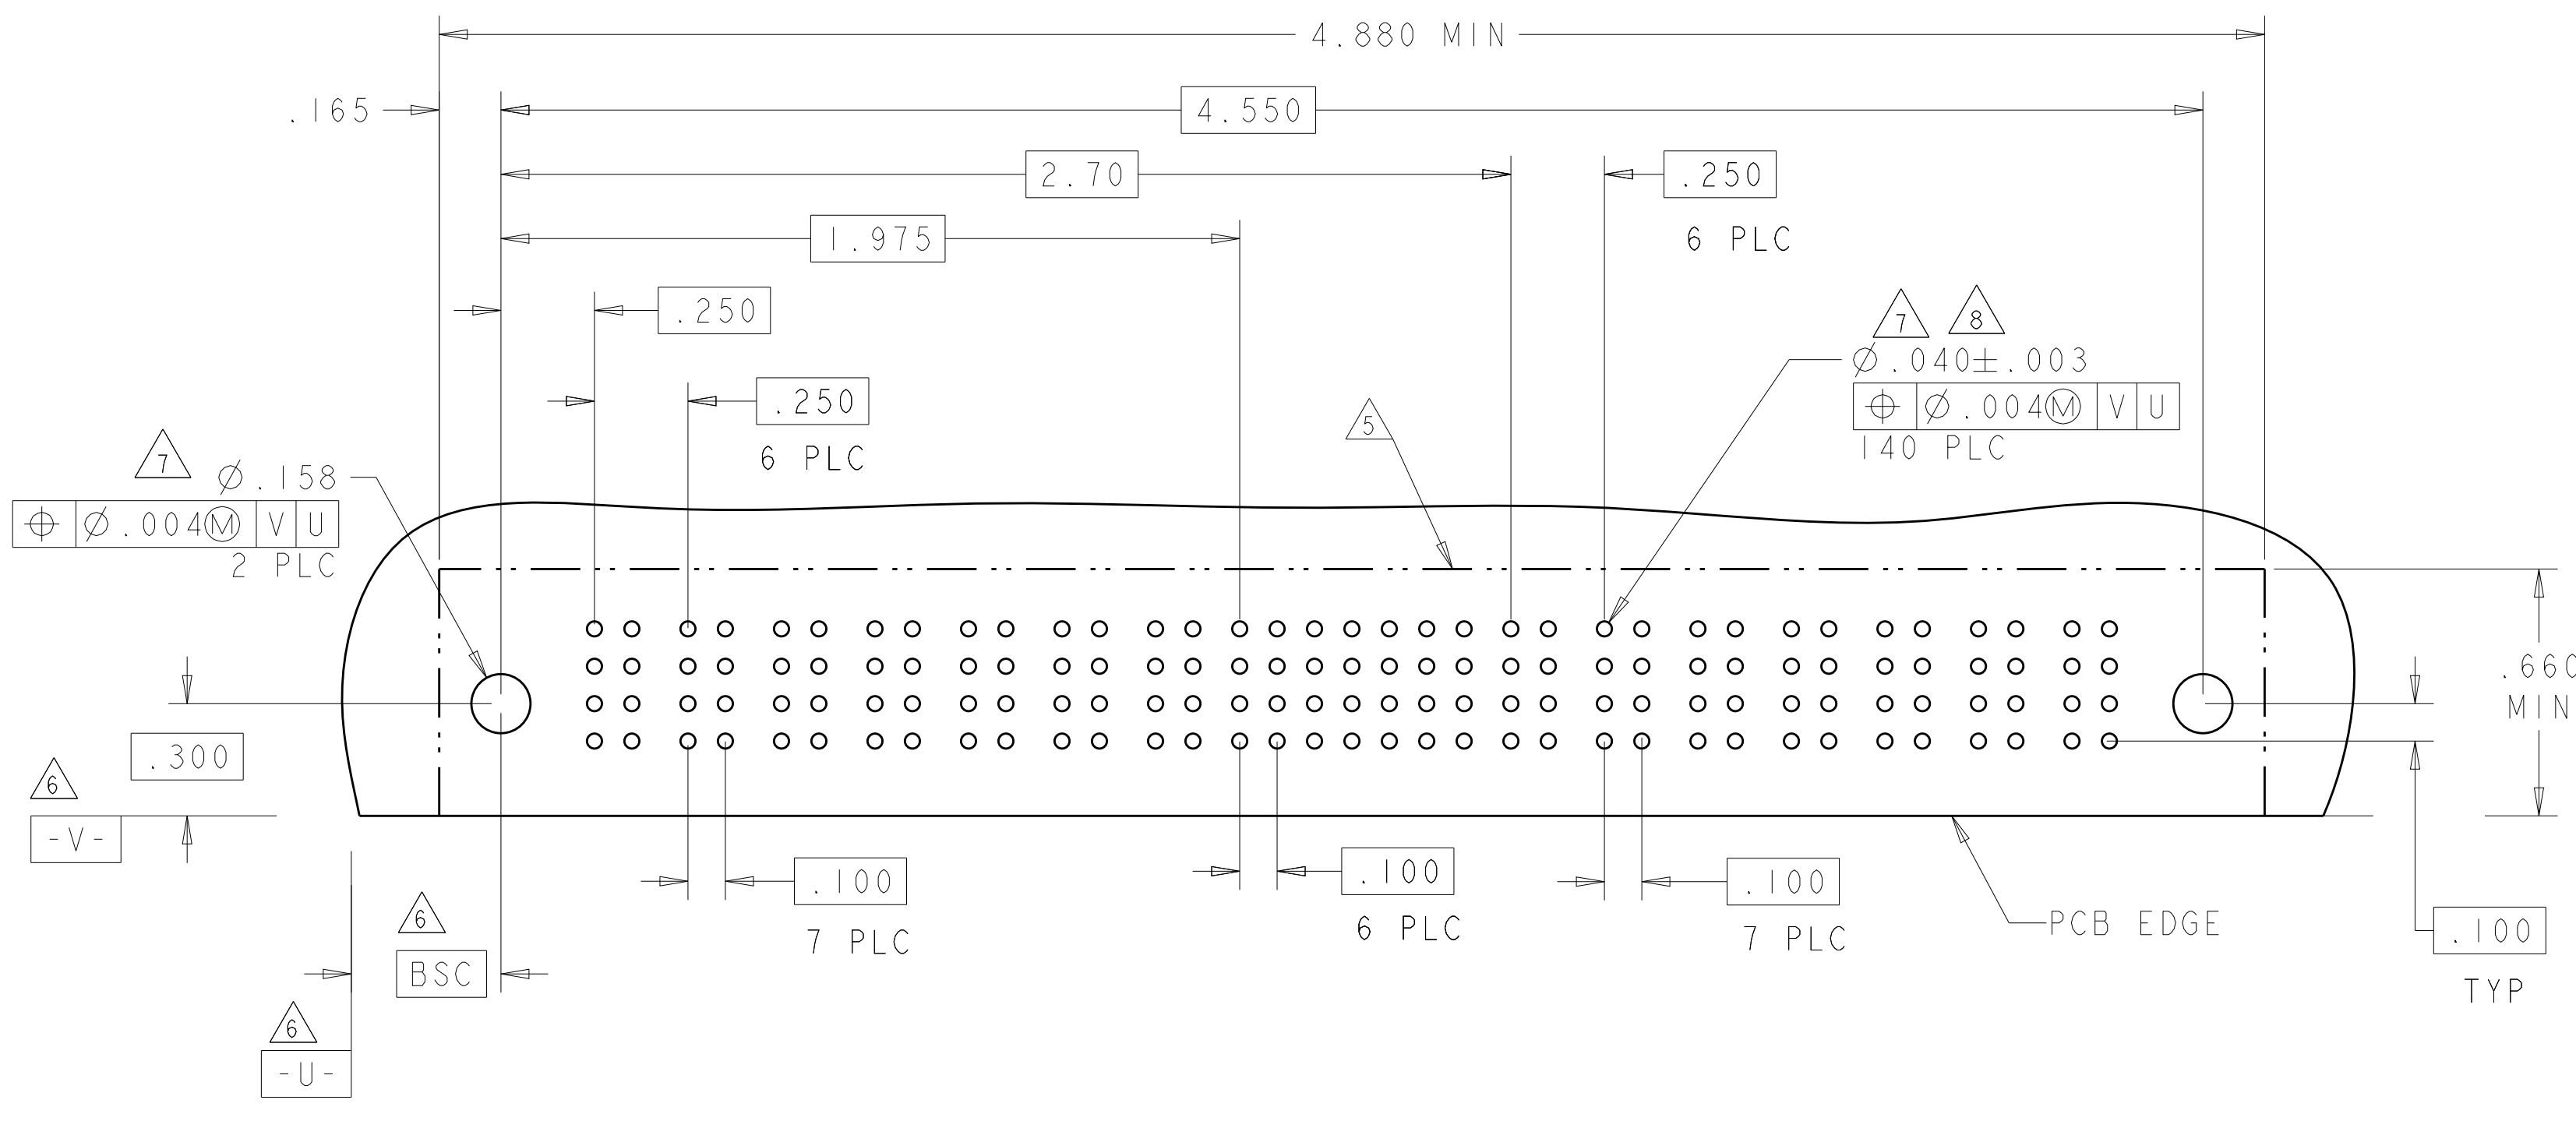 4.880 MIN
.165
4.550
2.70
.250
6 PLC
1.975
.250
7 8
Ø.040±.003
⌖ Ø.004Ⓜ V U
140 PLC
.250
6 PLC
5
7
Ø.158
⌖ Ø.004Ⓜ V U
2 PLC
.660
MIN
.300
6
-V-
.100
7 PLC
.100
6 PLC
.100
7 PLC
PCB EDGE
.100
TYP
6
BSC
6
-U-